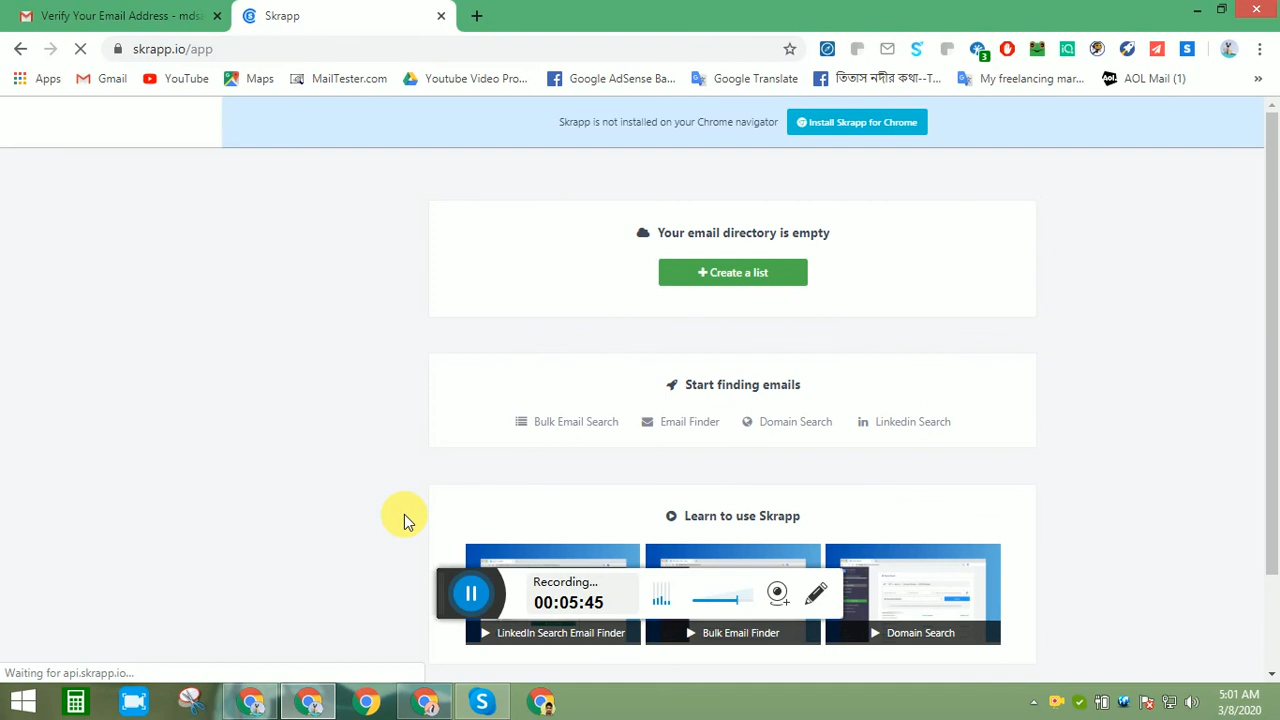 Verify Your Email Address - mds
Skrapp
skrapp.io/app
3
Apps
Gmail
YouTube
Maps
MailTester.com
Youtube Video Pro...
Google AdSense Ba...
Google Translate
তিতাস নদীর কথা--T...
My freelancing mar...
Aol.
AOL Mail (1)
»
Skrapp is not installed on your Chrome navigator
Install Skrapp for Chrome
Your email directory is empty
+ Create a list
Start finding emails
Bulk Email Search
Email Finder
Domain Search
in Linkedin Search
Learn to use Skrapp
Recording...
00:05:45
LinkedIn Search Email Finder
Bulk Email Finder
Domain Search
Waiting for api.skrapp.io...
5:01 AM
3/8/2020